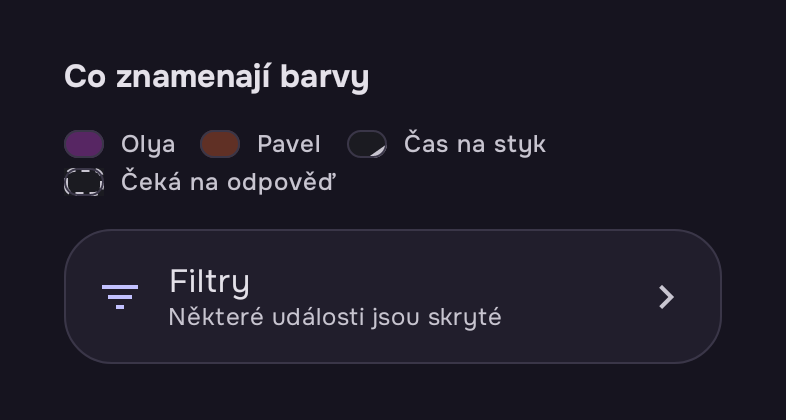 Co znamenají barvy
Olya Pavel Čas na styk
Čeká na odpověď
Filtry
Některé události jsou skryté